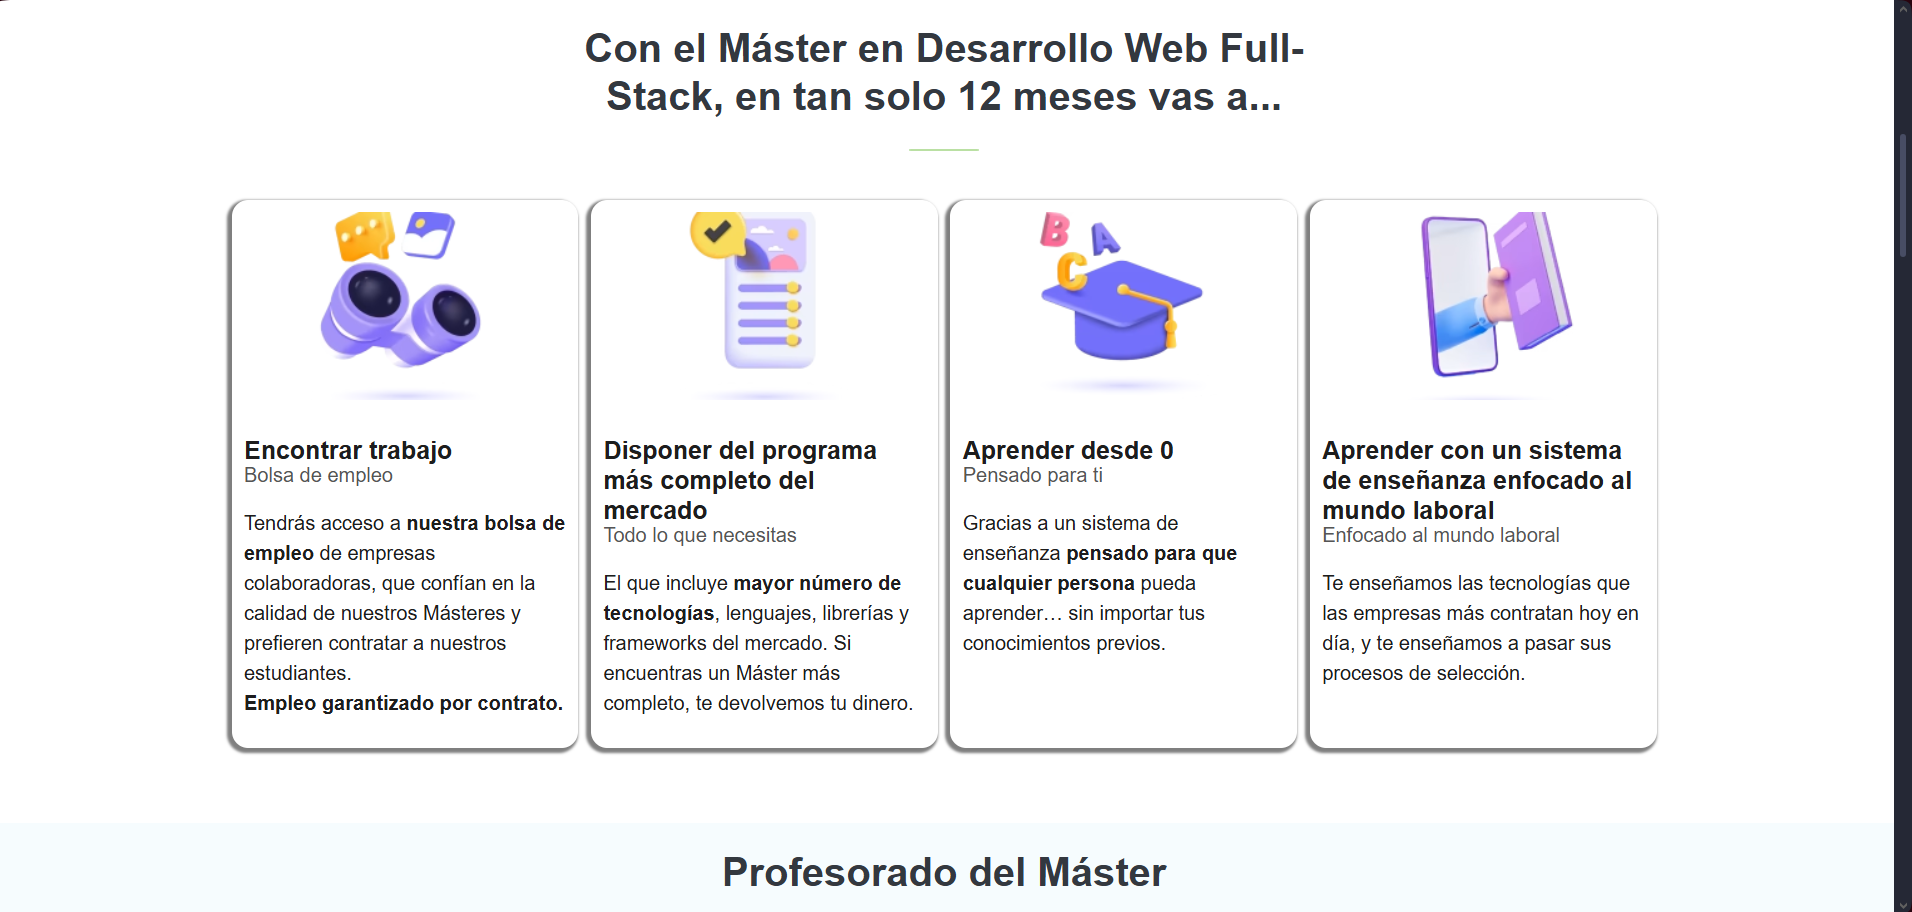 Con el Máster en Desarrollo Web Full-
Stack, en tan solo 12 meses vas a...
B
A
C
Encontrar trabajo
Bolsa de empleo
Tendrás acceso a nuestra bolsa de
empleo de empresas
colaboradoras, que confían en la
calidad de nuestros Másteres y
prefieren contratar a nuestros
estudiantes.
Empleo garantizado por contrato.
Disponer del programa
más completo del
mercado
Todo lo que necesitas
El que incluye mayor número de
tecnologías, lenguajes, librerías y
frameworks del mercado. Si
encuentras un Máster más
completo, te devolvemos tu dinero.
Aprender desde 0
Pensado para ti
Gracias a un sistema de
enseñanza pensado para que
cualquier persona pueda
aprender… sin importar tus
conocimientos previos.
Aprender con un sistema
de enseñanza enfocado al
mundo laboral
Enfocado al mundo laboral
Te enseñamos las tecnologías que
las empresas más contratan hoy en
día, y te enseñamos a pasar sus
procesos de selección.
Profesorado del Máster